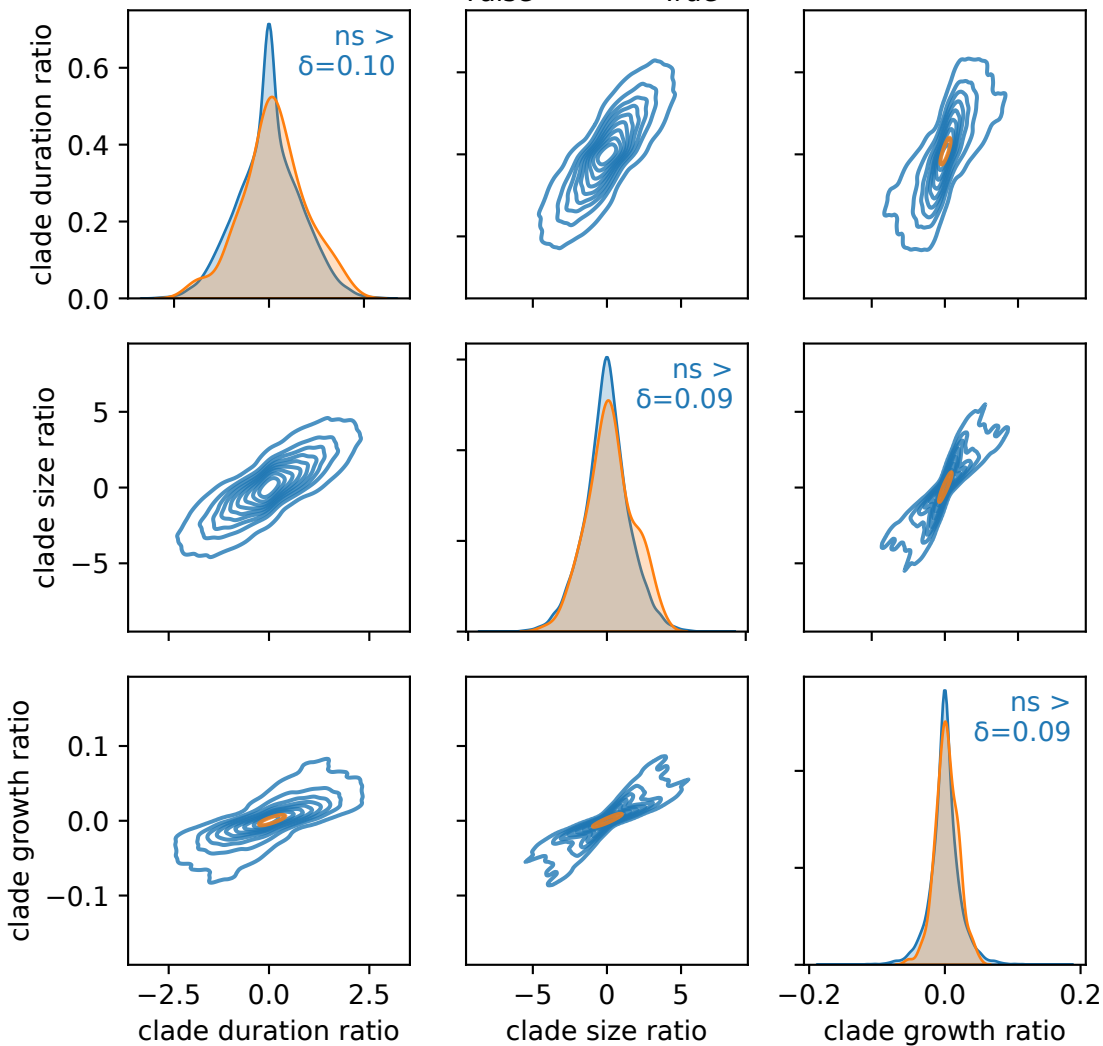 clade duration ratio
0.6
0.4
0.2
0.0
ns >
δ=0.10
clade size ratio
5
0
−5
ns >
δ=0.09
clade growth ratio
0.1
0.0
−0.1
ns >
δ=0.09
−2.5 0.0 2.5
−5 0 5
−0.2 0.0 0.2
clade duration ratio
clade size ratio
clade growth ratio